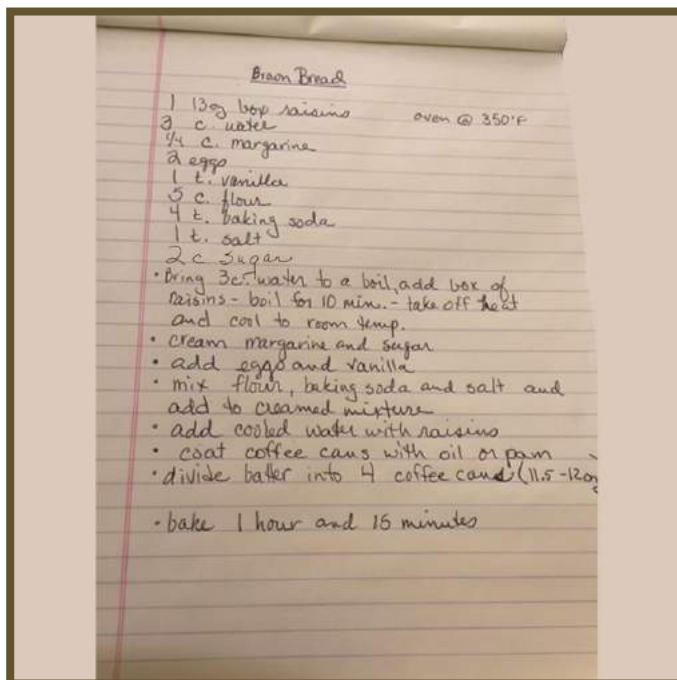 Braon Bread
1 13oz box raisins
oven @ 350°F
3 c. water
1/4 c. margarine
2 eggs
1 t. vanilla
5 c. flour
4 t. baking soda
1 t. salt
2 c sugar
• Bring 3c. water to a boil, add box of
raisins - boil for 10 min. - take off heat
and cool to room temp.
• cream margarine and sugar
• add eggs and vanilla
• mix flour, baking soda and salt and
add to creamed mixture
• add cooled water with raisins
• coat coffee cans with oil or pam
• divide batter into 4 coffee cans (11.5-12oz
• bake 1 hour and 15 minutes